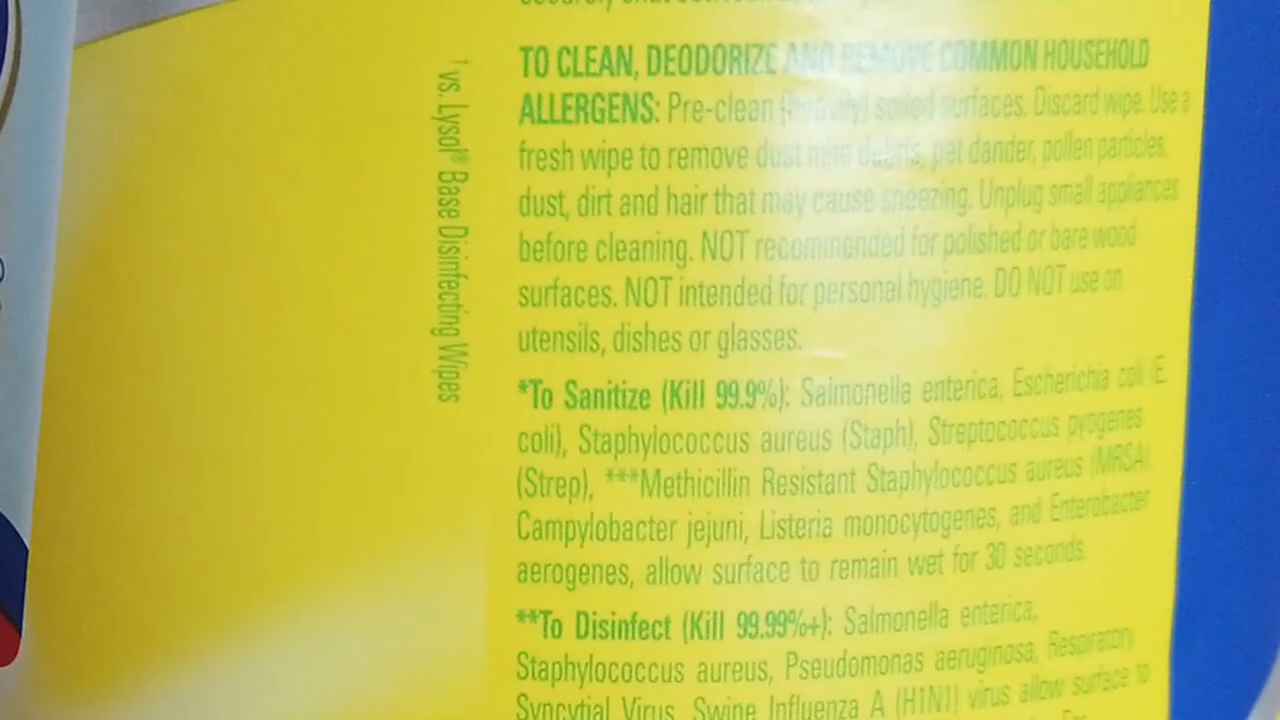 TO CLEAN, DEODORIZE AND REMOVE COMMON HOUSEHOLD
ALLERGENS: Pre-clean (heavily) soiled surfaces. Discard wipe. Use a
fresh wipe to remove dust mite debris, pet dander, pollen particles,
dust, dirt and hair that may cause sneezing. Unplug small appliances
before cleaning. NOT recommended for polished or bare wood
surfaces. NOT intended for personal hygiene. DO NOT use on
utensils, dishes or glasses.
*To Sanitize (Kill 99.9%): Salmonella enterica, Escherichia coli (E.
coli), Staphylococcus aureus (Staph), Streptococcus pyogenes
(Strep), ***Methicillin Resistant Staphylococcus aureus (MRSA),
Campylobacter jejuni, Listeria monocytogenes, and Enterobacter
aerogenes, allow surface to remain wet for 30 seconds.
**To Disinfect (Kill 99.99%+): Salmonella enterica,
Staphylococcus aureus, Pseudomonas aeruginosa, Respiratory
Syncytial Virus, Swine Influenza A (H1N1) virus allow surface to
† vs. Lysol® Base Disinfecting Wipes